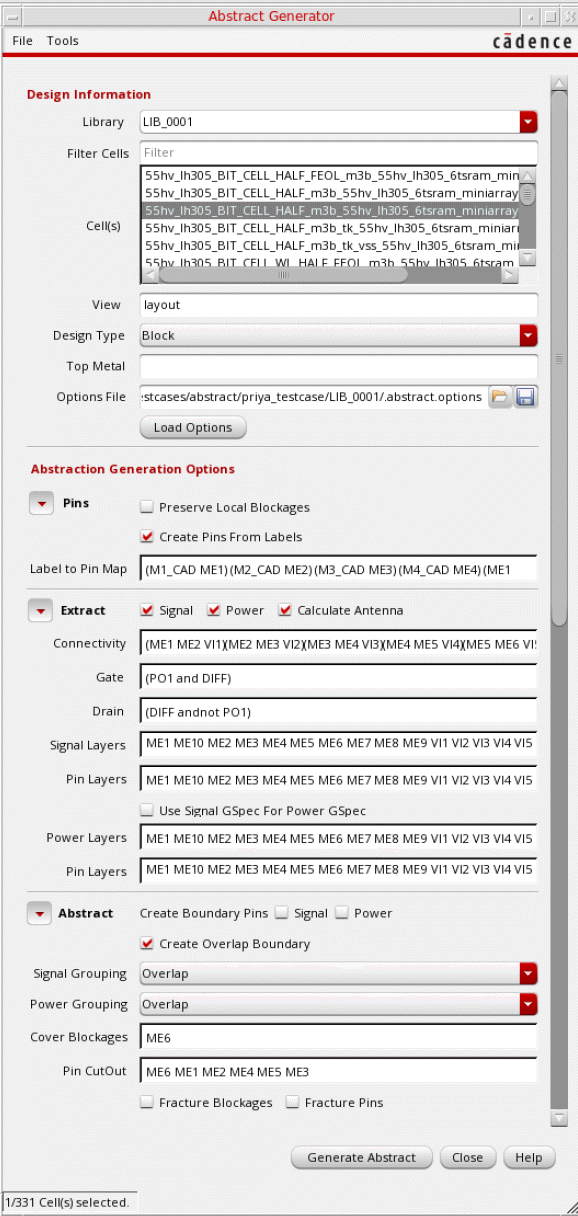 Abstract Generator
File Tools cādence
Design Information
Library LIB_0001
Filter Cells Filter
55hv_lh305_BIT_CELL_HALF_FEOL_m3b_55hv_lh305_6tsram_min
55hv_lh305_BIT_CELL_HALF_m3b_55hv_lh305_6tsram_miniarray
55hv_lh305_BIT_CELL_HALF_m3b_55hv_lh305_6tsram_miniarray
Cell(s) 55hv_lh305_BIT_CELL_HALF_m3b_tk_55hv_lh305_6tsram_miniarr
55hv_lh305_BIT_CELL_HALF_m3b_tk_vss_55hv_lh305_6tsram_mi
55hv_lh305_BIT_CELL_WL_HALF_FEOL_m3b_55hv_lh305_6tsram
View layout
Design Type Block
Top Metal
Options File stcases/abstract/priya_testcase/LIB_0001/.abstract.options
Load Options
Abstraction Generation Options
Pins Preserve Local Blockages
Create Pins From Labels
Label to Pin Map (M1_CAD ME1) (M2_CAD ME2) (M3_CAD ME3) (M4_CAD ME4) (ME1
Extract Signal Power Calculate Antenna
Connectivity (ME1 ME2 VI1)(ME2 ME3 VI2)(ME3 ME4 VI3)(ME4 ME5 VI4)(ME5 ME6 VI5
Gate (PO1 and DIFF)
Drain (DIFF andnot PO1)
Signal Layers ME1 ME10 ME2 ME3 ME4 ME5 ME6 ME7 ME8 ME9 VI1 VI2 VI3 VI4 VI5
Pin Layers ME1 ME10 ME2 ME3 ME4 ME5 ME6 ME7 ME8 ME9 VI1 VI2 VI3 VI4 VI5
Use Signal GSpec For Power GSpec
Power Layers ME1 ME10 ME2 ME3 ME4 ME5 ME6 ME7 ME8 ME9 VI1 VI2 VI3 VI4 VI5
Pin Layers ME1 ME10 ME2 ME3 ME4 ME5 ME6 ME7 ME8 ME9 VI1 VI2 VI3 VI4 VI5
Abstract Create Boundary Pins Signal Power
Create Overlap Boundary
Signal Grouping Overlap
Power Grouping Overlap
Cover Blockages ME6
Pin CutOut ME6 ME1 ME2 ME4 ME5 ME3
Fracture Blockages Fracture Pins
Generate Abstract Close Help
1/331 Cell(s) selected.